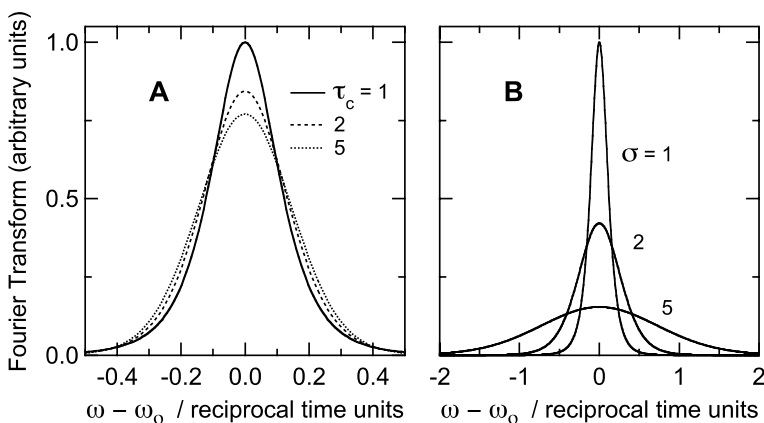 Fourier Transform (arbitrary units)
1.0
0.5
0.0
A
τc = 1
2
5
-0.4 -0.2 0.0 0.2 0.4
ω − ωo / reciprocal time units
B
σ = 1
2
5
-2 -1 0 1 2
ω − ωo / reciprocal time units